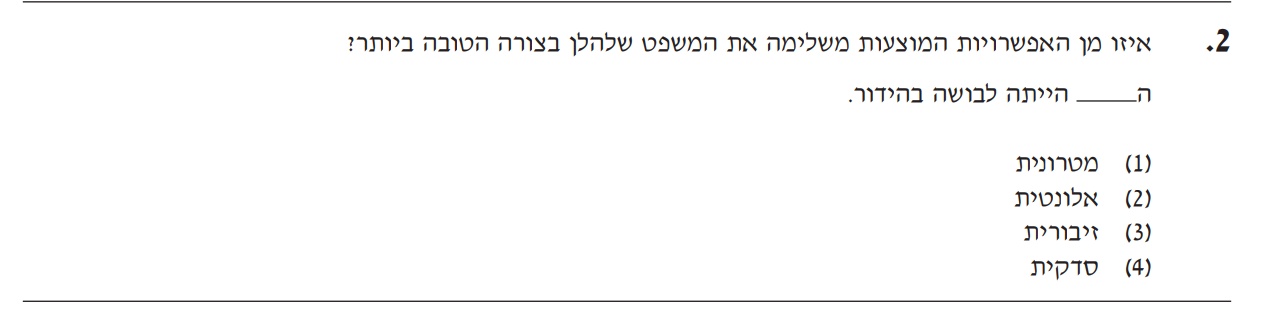 2. איזו מן האפשרויות המוצעות משלימה את המשפט שלהלן בצורה הטובה ביותר?
ה_____ הייתה לבושה בהידור.
(1) מטרונית
(2) אלונטית
(3) זיבורית
(4) סדקית